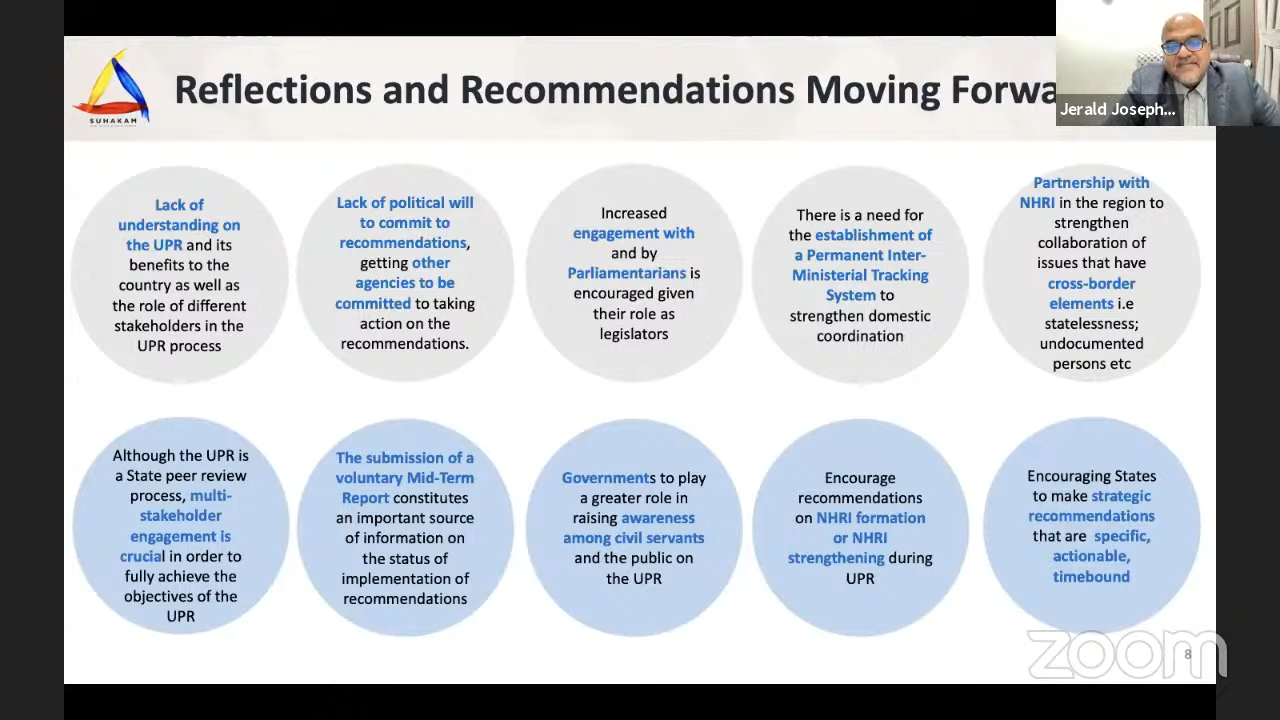 SUHAKAM
Reflections and Recommendations Moving Forwa
Jerald Joseph...
Lack of
understanding on
the UPR and its
benefits to the
country as well as
the role of different
stakeholders in the
UPR process
Lack of political will
to commit to
recommendations,
getting other
agencies to be
committed to taking
action on the
recommendations.
Increased
engagement with
and by
Parliamentarians is
encouraged given
their role as
legislators
There is a need for
the establishment of
a Permanent Inter-
Ministerial Tracking
System to
strengthen domestic
coordination
Partnership with
NHRI in the region to
strengthen
collaboration of
issues that have
cross-border
elements i.e
statelessness;
undocumented
persons etc
Although the UPR is
a State peer review
process, multi-
stakeholder
engagement is
crucial in order to
fully achieve the
objectives of the
UPR
The submission of a
voluntary Mid-Term
Report constitutes
an important source
of information on
the status of
implementation of
recommendations
Governments to play
a greater role in
raising awareness
among civil servants
and the public on
the UPR
Encourage
recommendations
on NHRI formation
or NHRI
strengthening during
UPR
Encouraging States
to make strategic
recommendations
that are specific,
actionable,
timebound
zoom
8